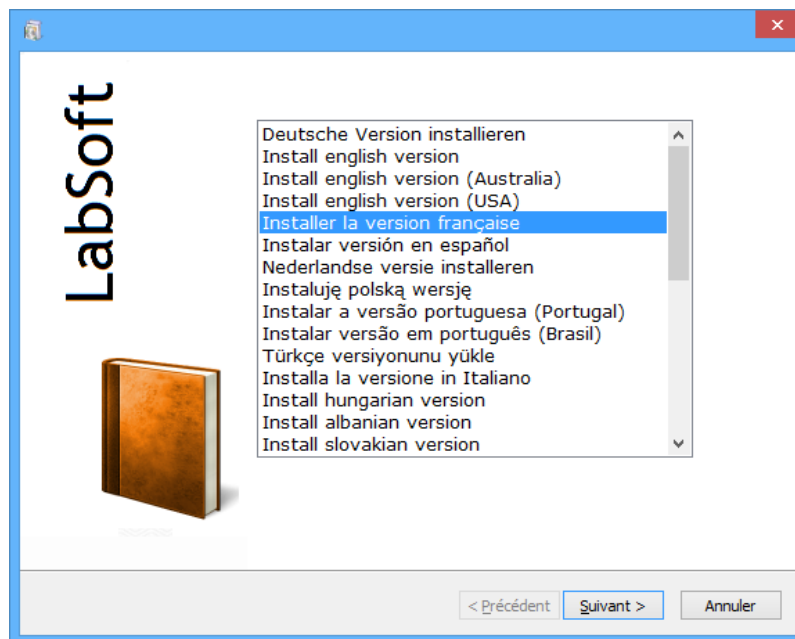 LabSoft
Deutsche Version installieren
Install english version
Install english version (Australia)
Install english version (USA)
Installer la version française
Instalar versión en español
Nederlandse versie installeren
Instaluję polską wersję
Instalar a versão portuguesa (Portugal)
Instalar versão em português (Brasil)
Türkçe versiyonunu yükle
Installa la versione in Italiano
Install hungarian version
Install albanian version
Install slovakian version
< Précédent Suivant > Annuler